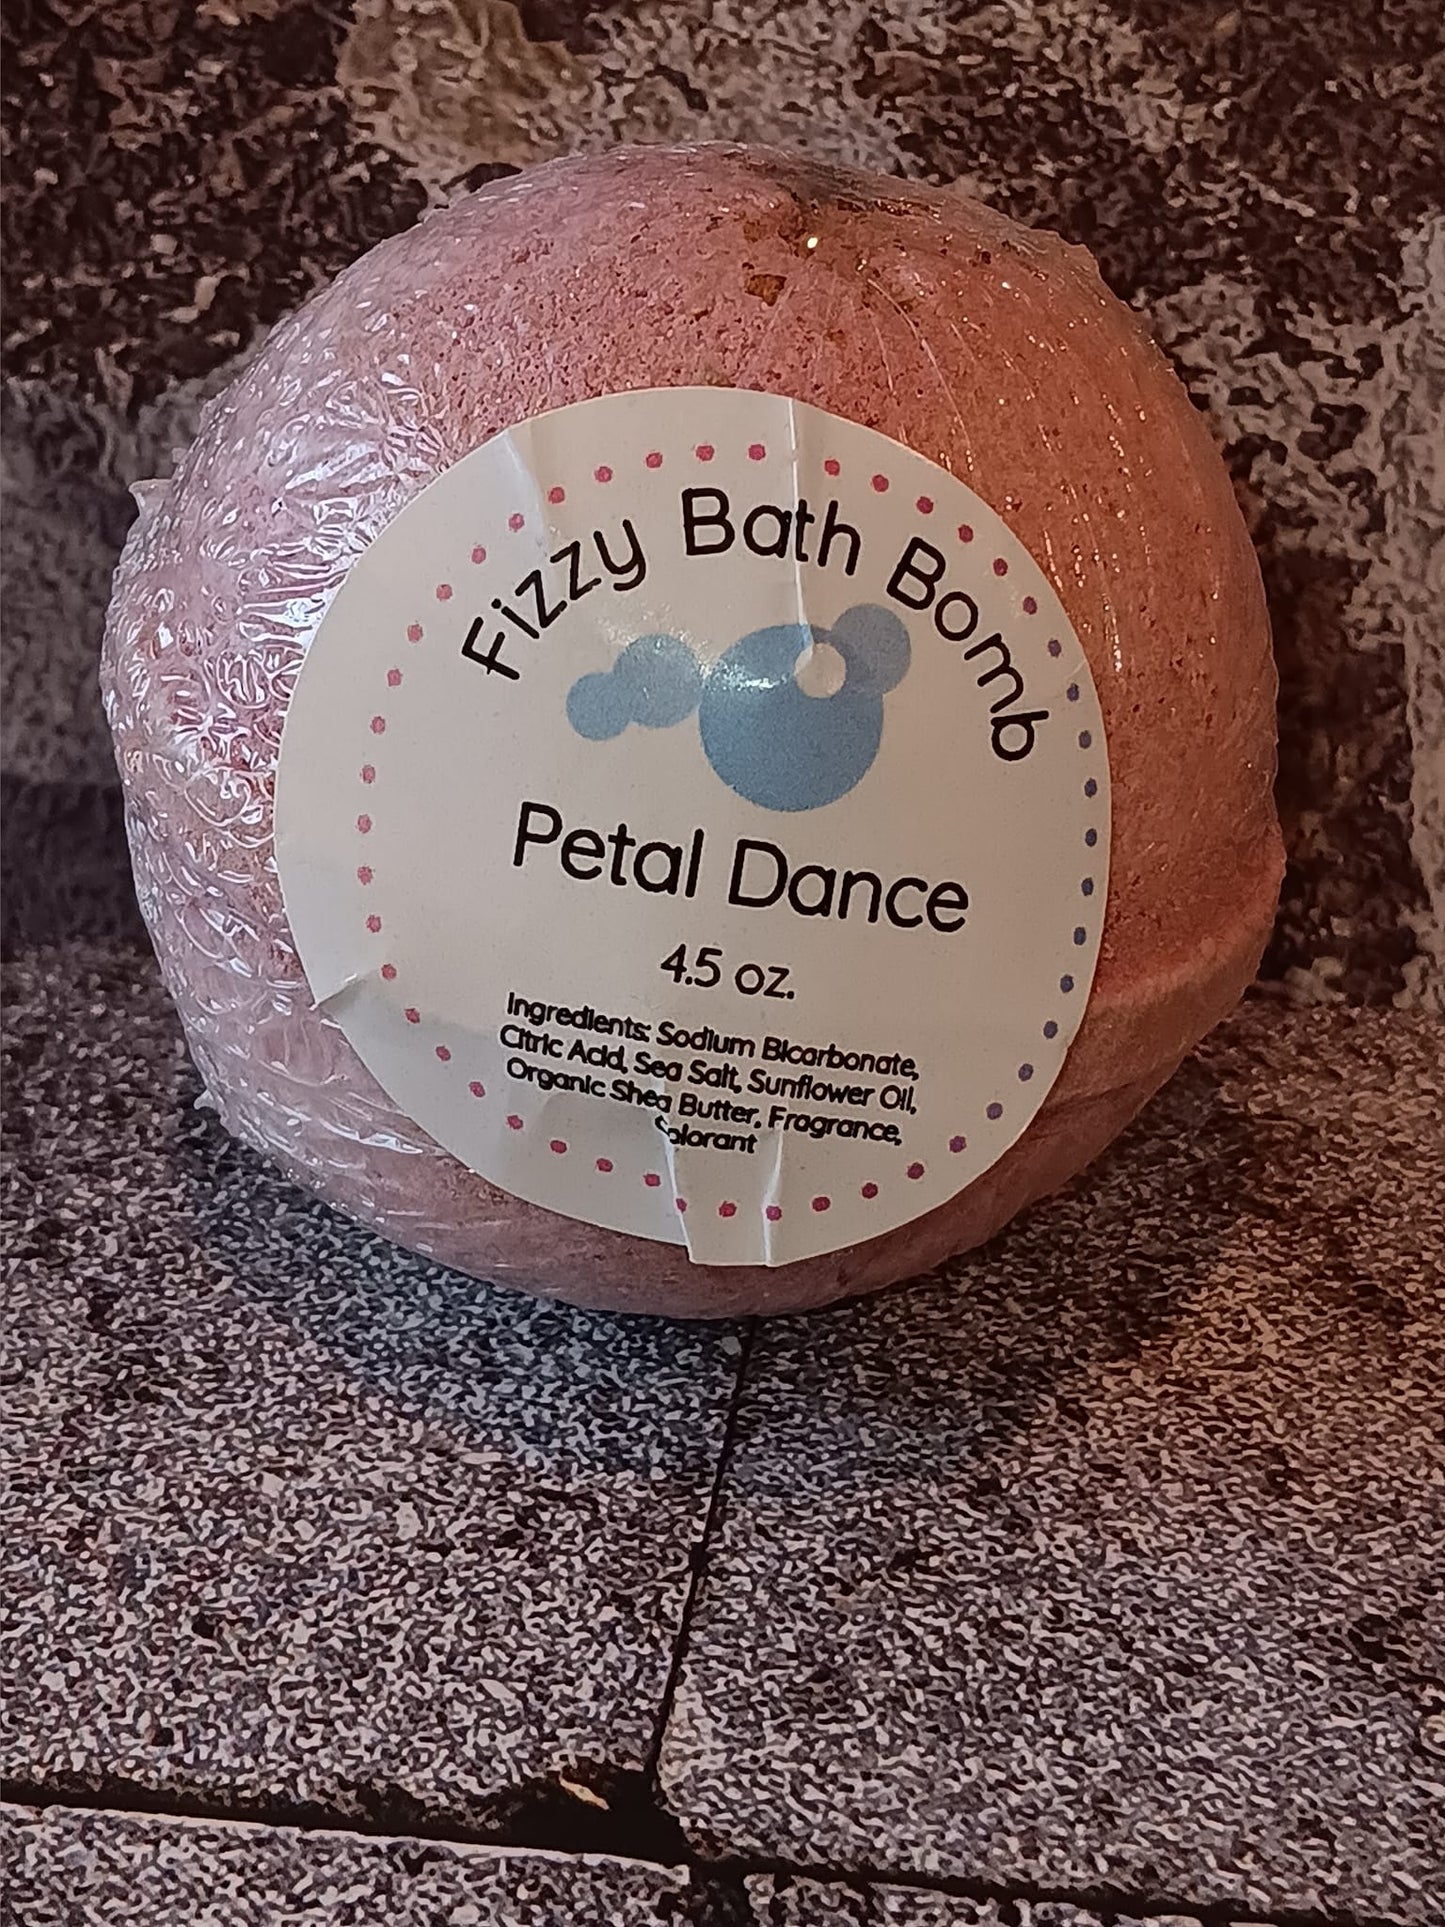 Fizzy Bath Bomb
Petal Dance
4.5 oz.
Ingredients: Sodium Bicarbonate,
Citric Acid, Sea Salt, Sunflower Oil,
Organic Shea Butter, Fragrance,
Colorant